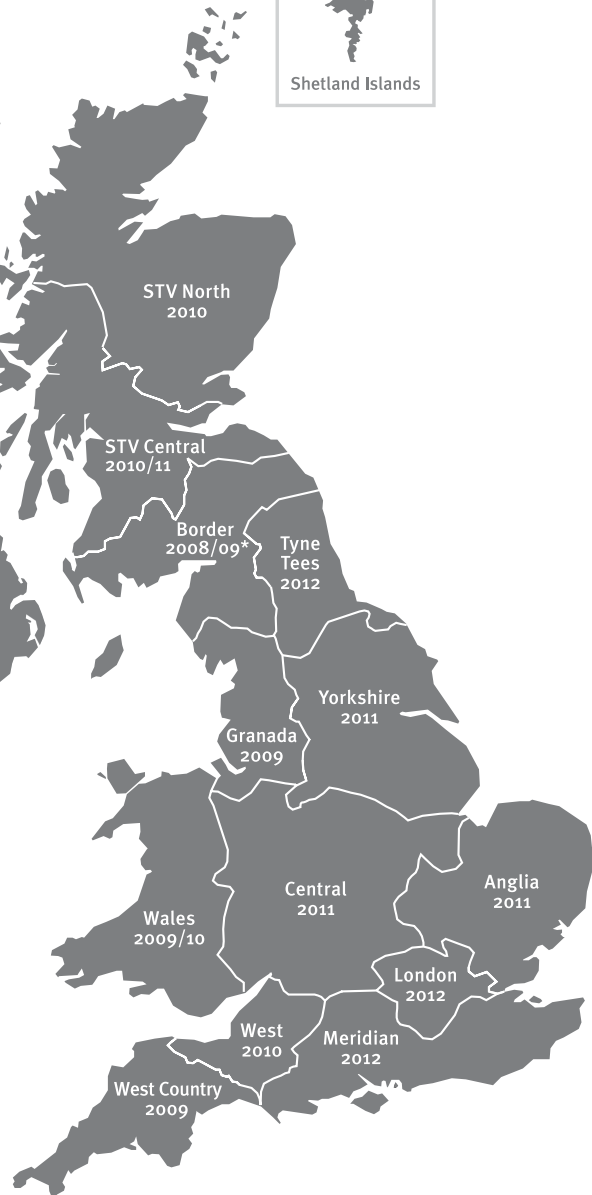 Shetland Islands
STV North
2010
STV Central
2010/11
Border
2008/09*
Tyne
Tees
2012
Yorkshire
2011
Granada
2009
Central
2011
Anglia
2011
Wales
2009/10
London
2012
West
2010
Meridian
2012
West Country
2009